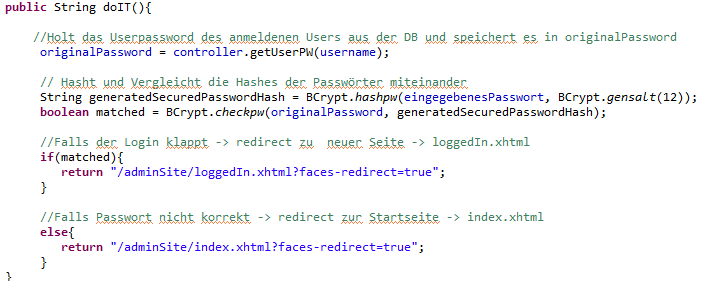 public String doIT(){
//Holt das Userpassword des anmeldenen Users aus der DB und speichert es in originalPassword
originalPassword = controller.getUserPW(username);
// Hasht und Vergleicht die Hashes der Passwörter miteinander
String generatedSecuredPasswordHash = BCrypt.hashpw(eingegebenesPasswort, BCrypt.gensalt(12));
boolean matched = BCrypt.checkpw(originalPassword, generatedSecuredPasswordHash);
//Falls der Login klappt -> redirect zu  neuer Seite -> loggedIn.xhtml
if(matched){
return "/adminSite/loggedIn.xhtml?faces-redirect=true";
}
//Falls Passwort nicht korrekt -> redirect zur Startseite -> index.xhtml
else{
return "/adminSite/index.xhtml?faces-redirect=true";
}
}